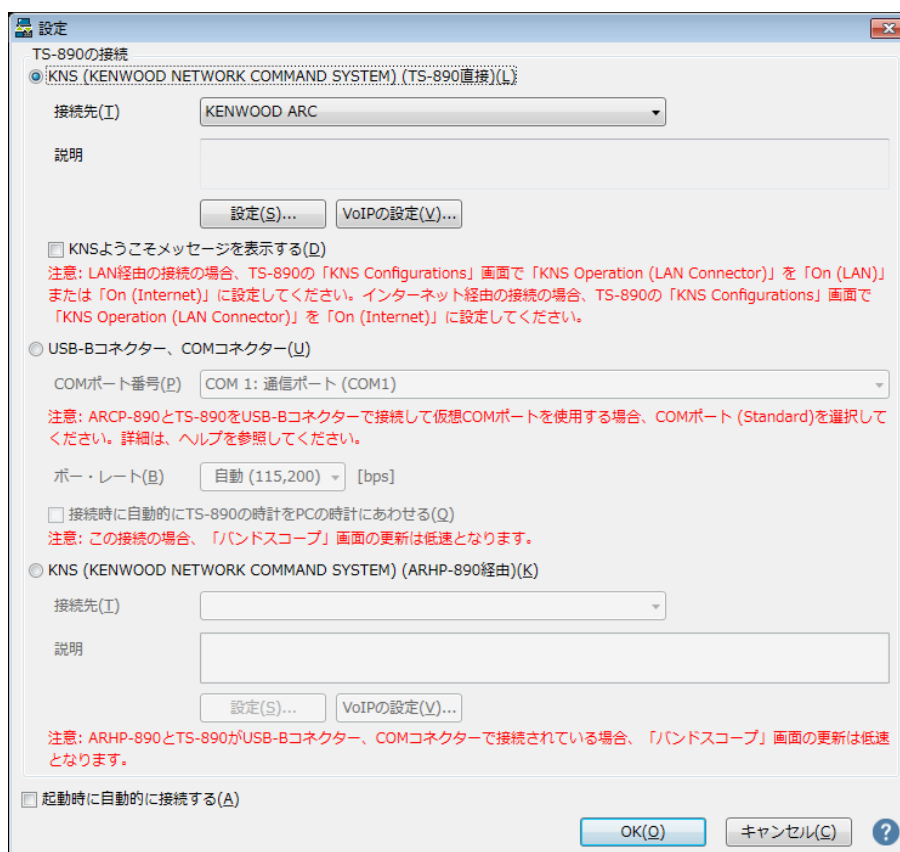 設定
TS-890の接続
KNS (KENWOOD NETWORK COMMAND SYSTEM) (TS-890直接)(L)
接続先(T) KENWOOD ARC
説明
設定(S)... VoIPの設定(V)...
KNSようこそメッセージを表示する(D)
注意: LAN経由の接続の場合、TS-890の「KNS Configurations」画面で「KNS Operation (LAN Connector)」を「On (LAN)」
または「On (Internet)」に設定してください。インターネット経由の接続の場合、TS-890の「KNS Configurations」画面で
「KNS Operation (LAN Connector)」を「On (Internet)」に設定してください。
USB-Bコネクター、COMコネクター(U)
COMポート番号(P) COM 1: 通信ポート (COM1)
注意: ARCP-890とTS-890をUSB-Bコネクターで接続して仮想COMポートを使用する場合、COMポート (Standard)を選択して
ください。詳細は、ヘルプを参照してください。
ボー・レート(B) 自動 (115,200) [bps]
接続時に自動的にTS-890の時計をPCの時計にあわせる(Q)
注意: この接続の場合、「バンドスコープ」画面の更新は低速となります。
KNS (KENWOOD NETWORK COMMAND SYSTEM) (ARHP-890経由)(K)
接続先(T)
説明
設定(S)... VoIPの設定(V)...
注意: ARHP-890とTS-890がUSB-Bコネクター、COMコネクターで接続されている場合、「バンドスコープ」画面の更新は低速
となります。
起動時に自動的に接続する(A)
OK(O) キャンセル(C) ?